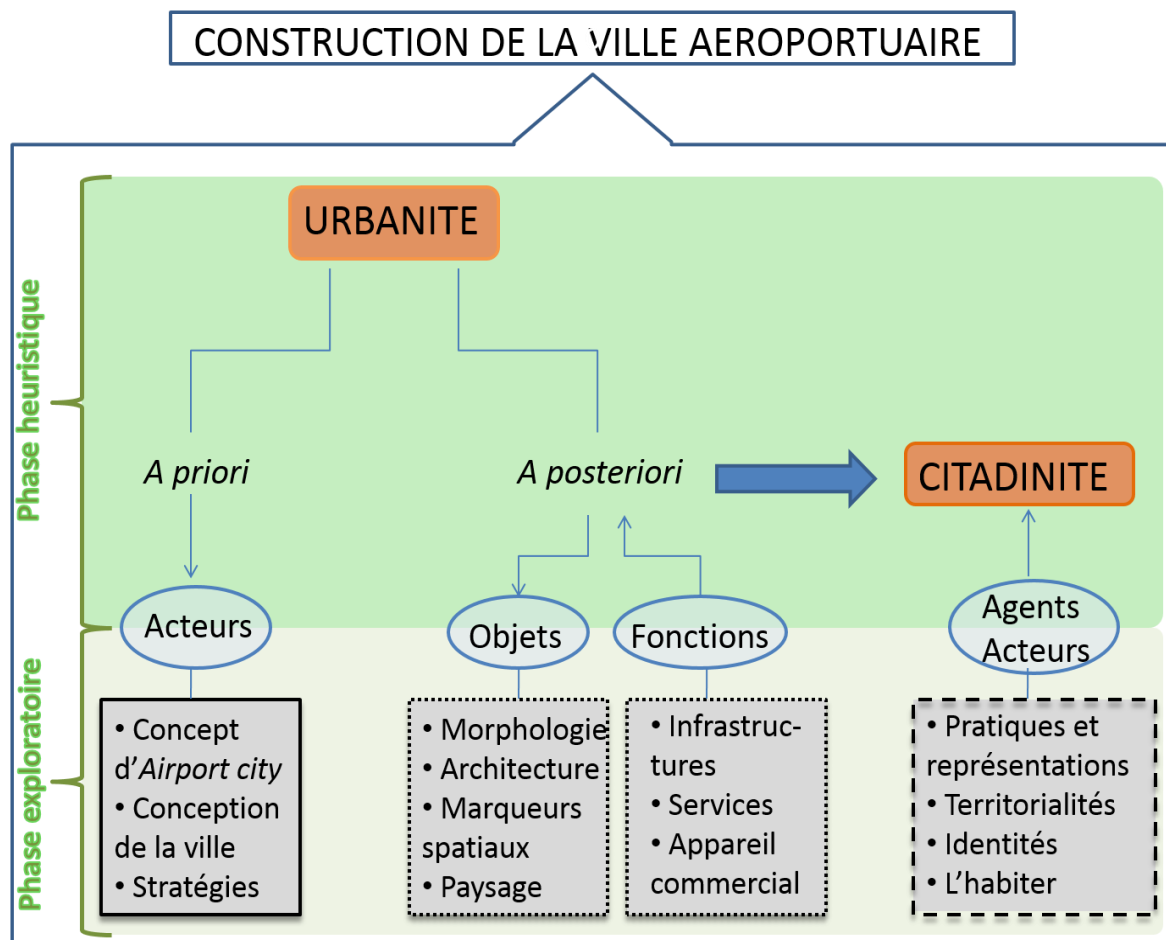 CONSTRUCTION DE LA VILLE AEROPORTUAIRE
Phase heuristique
URBANITE
A priori
A posteriori
CITADINITE
Phase exploratoire
Acteurs
• Concept
d'Airport city
• Conception
de la ville
• Stratégies
Objets
• Morphologie
• Architecture
• Marqueurs
spatiaux
• Paysage
Fonctions
• Infrastruc-
tures
• Services
• Appareil
commercial
Agents
Acteurs
• Pratiques et
représentations
• Territorialités
• Identités
• L'habiter